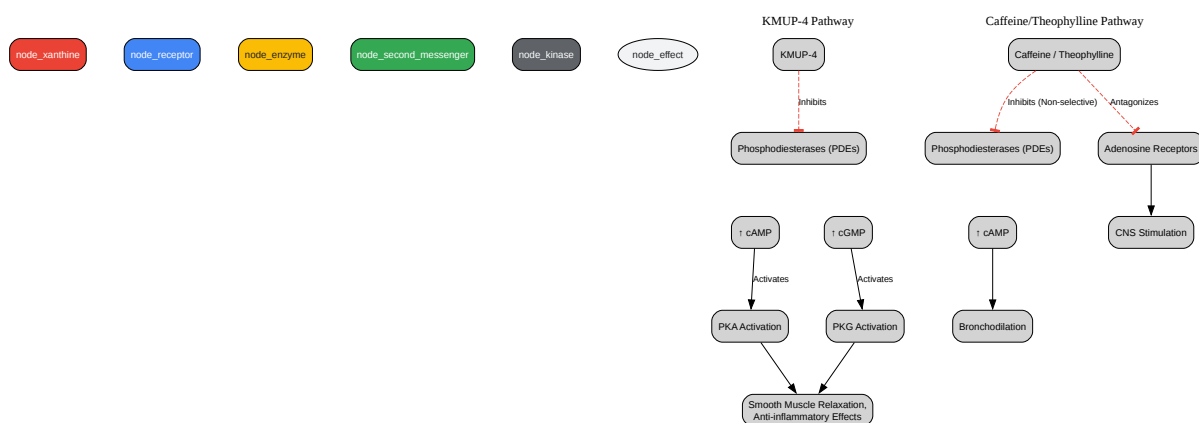 KMUP-4 Pathway
Caffeine/Theophylline Pathway
node_xanthine
node_receptor
node_enzyme
node_second_messenger
node_kinase
node_effect
KMUP-4
Caffeine / Theophylline
Inhibits
Inhibits (Non-selective)
Antagonizes
Phosphodiesterases (PDEs)
Phosphodiesterases (PDEs)
Adenosine Receptors
↑ cAMP
↑ cGMP
↑ cAMP
CNS Stimulation
Activates
Activates
PKA Activation
PKG Activation
Bronchodilation
Smooth Muscle Relaxation,
Anti-inflammatory Effects